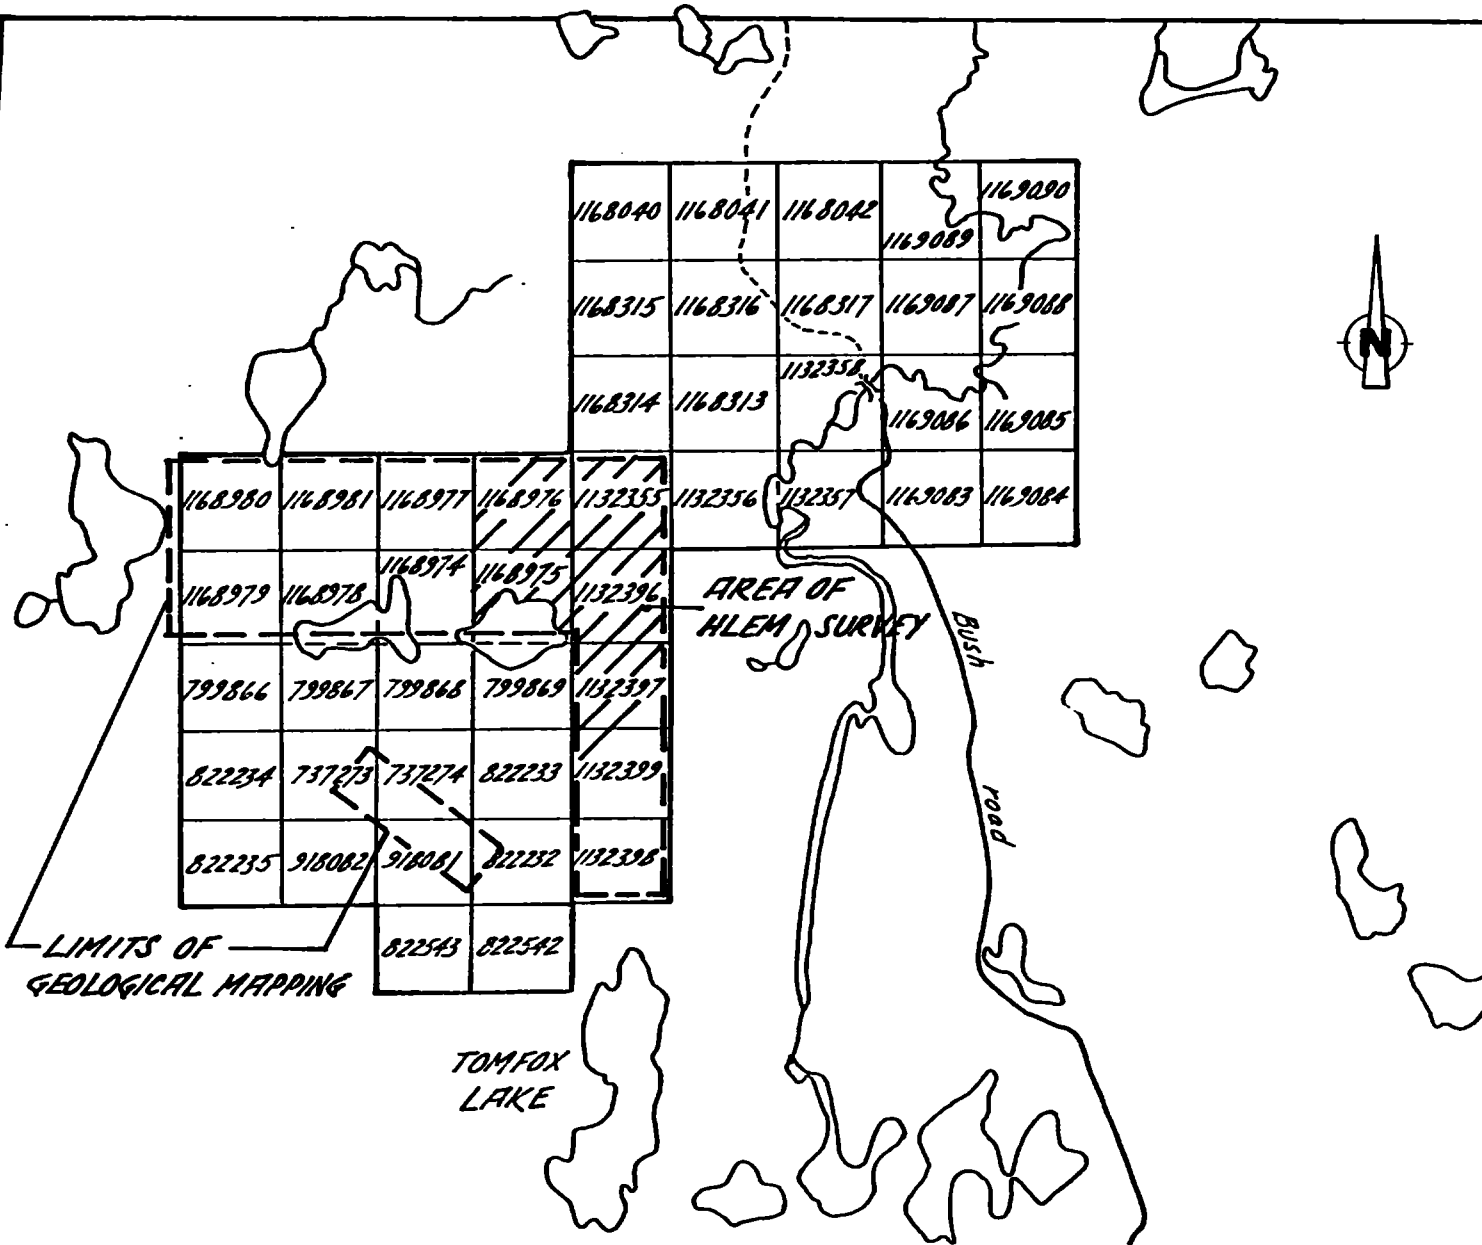 1168040 1168041 1168042 1169089 1169090
1168315 1168316 1168317 1169087 1169088
1168314 1168313 1132358 1169086 1169085
N
1168980 1168981 1168977 1168976 1132355 1132356 1132357 1169083 1169084
1168979 1168978 1168974 1168975 1132396
AREA OF
HLEM SURVEY
Bush
road
799866 799867 799868 799869 1132397
822234 737273 737274 822233 1132399
822235 918082 918081 822232 1132398
822543 822542
LIMITS OF
GEOLOGICAL MAPPING
TOMFOX
LAKE